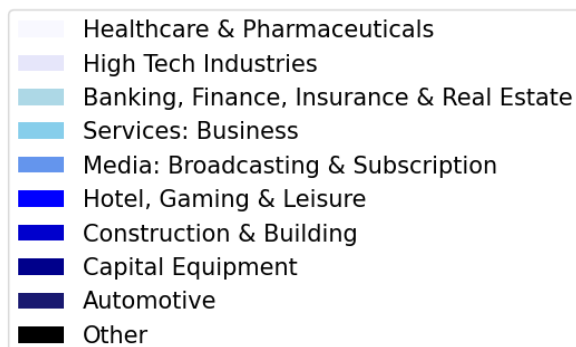 Healthcare & Pharmaceuticals
High Tech Industries
Banking, Finance, Insurance & Real Estate
Services: Business
Media: Broadcasting & Subscription
Hotel, Gaming & Leisure
Construction & Building
Capital Equipment
Automotive
Other